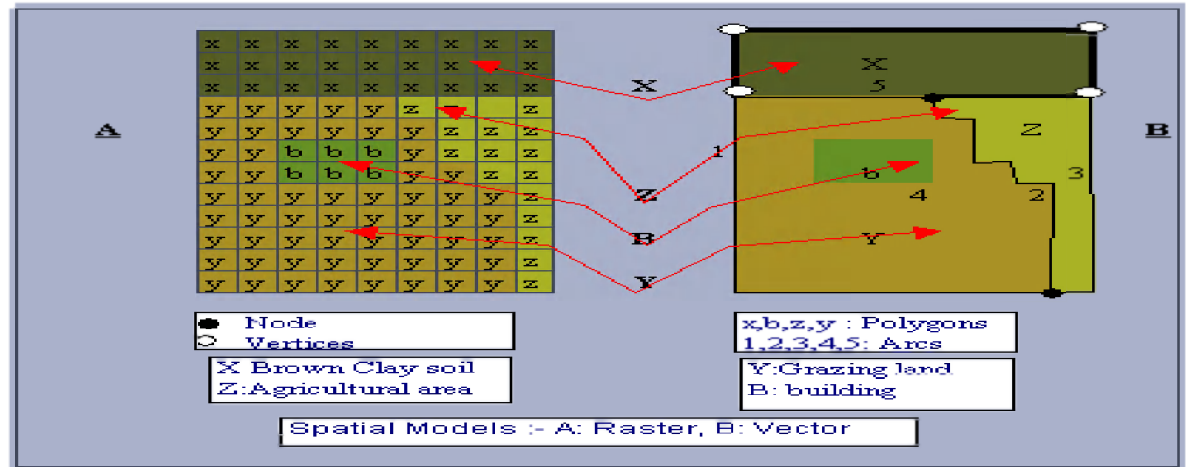 x x x x x x x x x
x x x x x x x x x
x x x x x x x x x
y y y y y z z
y y y y y y z z z
y y b b b y z z z
y y b b b y y z z
y y y y y y y y z
y y y y y y y y z
y y y y y y y y z
y y y y y y y y z
y y y y y y y y z
A
X
Z
B
Y
X
5
Z
B
1
b
3
4
2
Y
Node
Vertices
X Brown Clay soil
Z:Agricultural area
x,b,z,y : Polygons
1,2,3,4,5: Arcs
Y:Grazing land
B: building
Spatial Models :- A: Raster, B: Vector